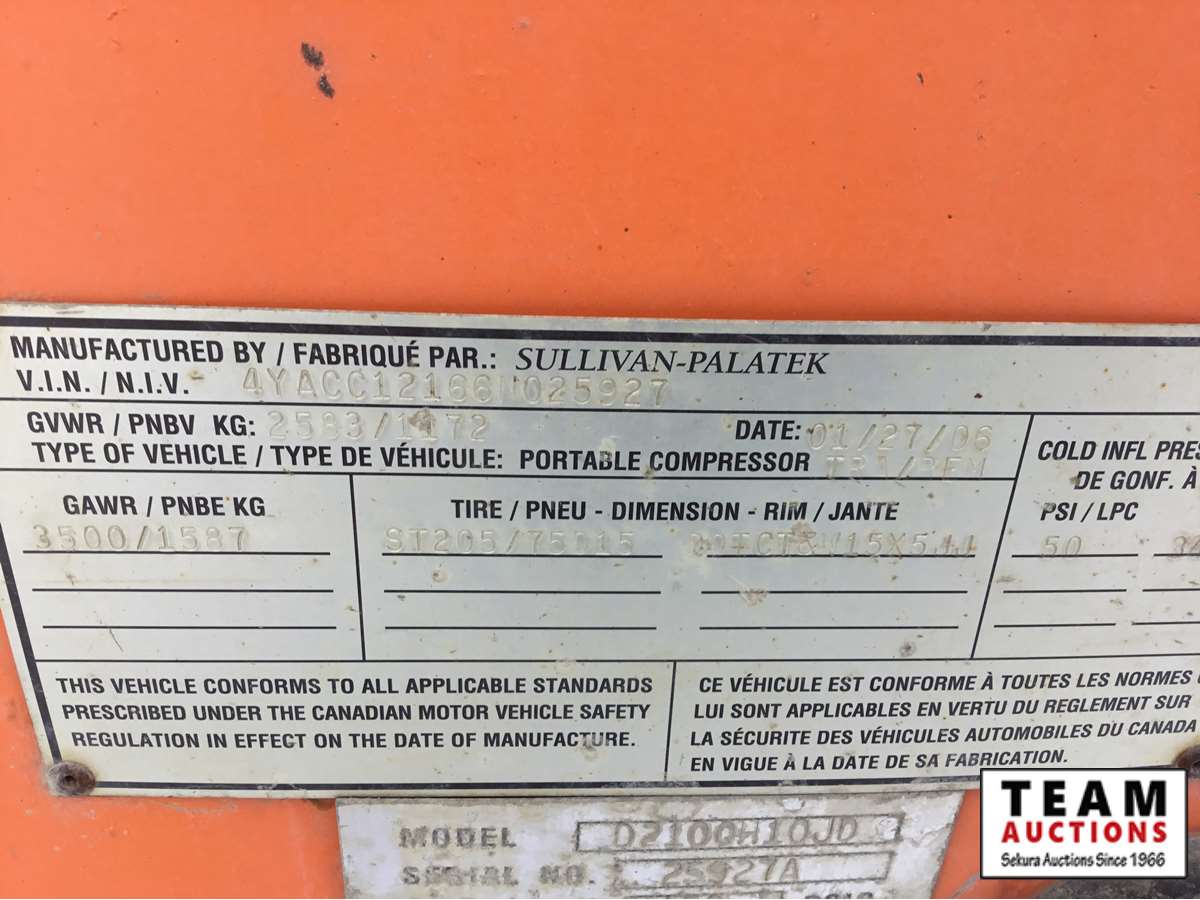 MANUFACTURED BY / FABRIQUÉ PAR.: SULLIVAN-PALATEK
V.I.N. / N.I.V. 4YACC12166W025927
GVWR / PNBV KG: 2583/1172 DATE: 01/27/06
TYPE OF VEHICLE / TYPE DE VÉHICULE: PORTABLE COMPRESSOR TRA/REM
GAWR / PNBE KG
3500/1587
TIRE / PNEU - DIMENSION - RIM / JANTE
ST205/75D15 15X5JJ
COLD INFL PRES
DE GONF. À
PSI / LPC
50
THIS VEHICLE CONFORMS TO ALL APPLICABLE STANDARDS
PRESCRIBED UNDER THE CANADIAN MOTOR VEHICLE SAFETY
REGULATION IN EFFECT ON THE DATE OF MANUFACTURE.
CE VÉHICULE EST CONFORME À TOUTES LES NORMES
LUI SONT APPLICABLES EN VERTU DU REGLEMENT SUR
LA SÉCURITE DES VÉHICULES AUTOMOBILES DU CANADA
EN VIGUE À LA DATE DE SA FABRICATION.
MODEL D210QH10JD
SERIAL NO. 25927A
TEAM
AUCTIONS
Sekura Auctions Since 1966